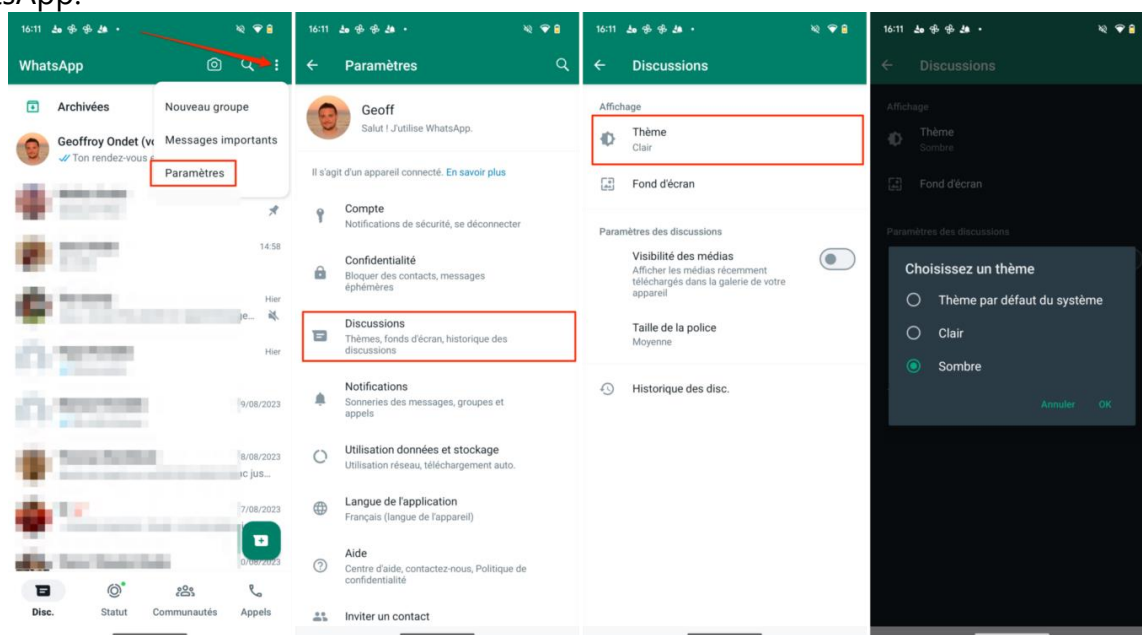 tsApp.
16:11
WhatsApp
Archivées
Nouveau groupe
Geoffroy Ondet (vo
Messages importants
Ton rendez-vous
Paramètres
14:58
Hier
Hier
9/08/2023
8/08/2023
jus...
7/08/2023
0/08/2023
Disc.
Statut
Communautés
Appels
16:11
Paramètres
Geoff
Salut ! J'utilise WhatsApp.
Il s'agit d'un appareil connecté. En savoir plus
Compte
Notifications de sécurité, se déconnecter
Confidentialité
Bloquer des contacts, messages
éphémères
Discussions
Thèmes, fonds d'écran, historique des
discussions
Notifications
Sonneries des messages, groupes et
appels
Utilisation données et stockage
Utilisation réseau, téléchargement auto.
Langue de l'application
Français (langue de l'appareil)
Aide
Centre d'aide, contactez-nous, Politique de
confidentialité
Inviter un contact
16:11
Discussions
Affichage
Thème
Clair
Fond d'écran
Paramètres des discussions
Visibilité des médias
Afficher les médias récemment
téléchargés dans la galerie de votre
appareil
Taille de la police
Moyenne
Historique des disc.
16:11
Discussions
Affichage
Thème
Sombre
Fond d'écran
Paramètres des discussions
Choisissez un thème
Thème par défaut du système
Clair
Sombre
Annuler OK